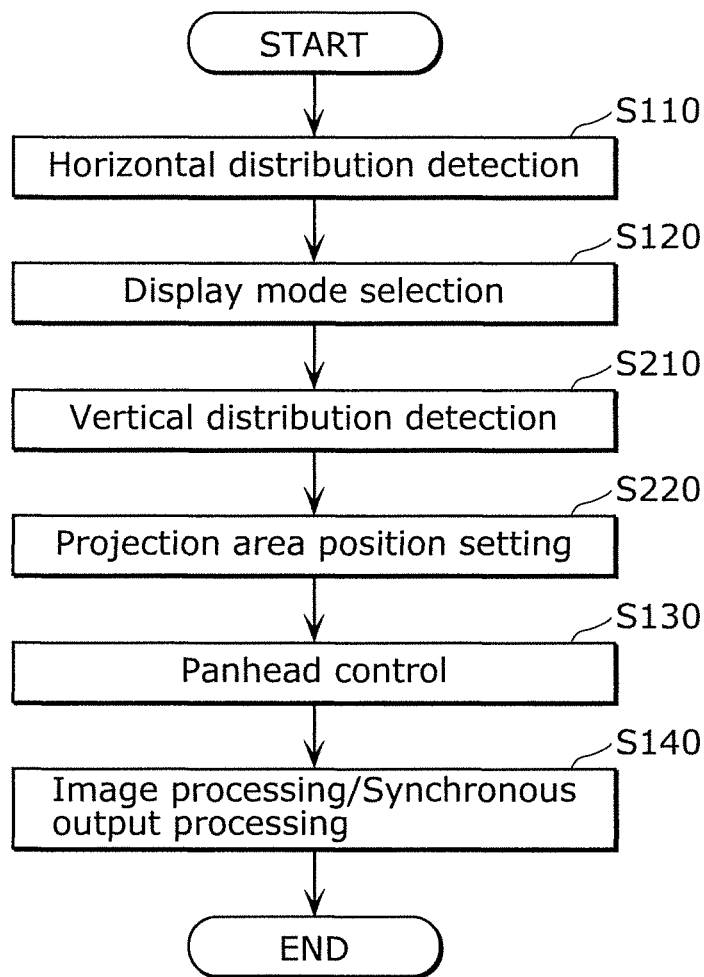 START
S110
Horizontal distribution detection
S120
Display mode selection
S210
Vertical distribution detection
S220
Projection area position setting
S130
Panhead control
S140
Image processing/Synchronous
output processing
END